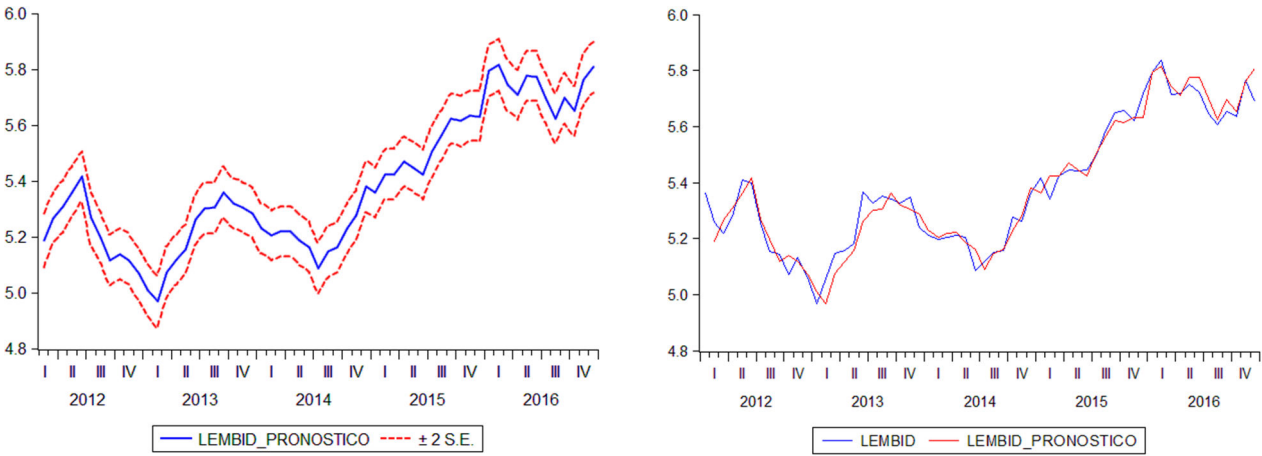 6.0
5.8
5.6
5.4
5.2
5.0
4.8
I II III IV I II III IV I II III IV I II III IV I II III IV
2012 2013 2014 2015 2016
LEMBID_PRONOSTICO ± 2 S.E.
6.0
5.8
5.6
5.4
5.2
5.0
4.8
I II III IV I II III IV I II III IV I II III IV I II III IV
2012 2013 2014 2015 2016
LEMBID LEMBID_PRONOSTICO